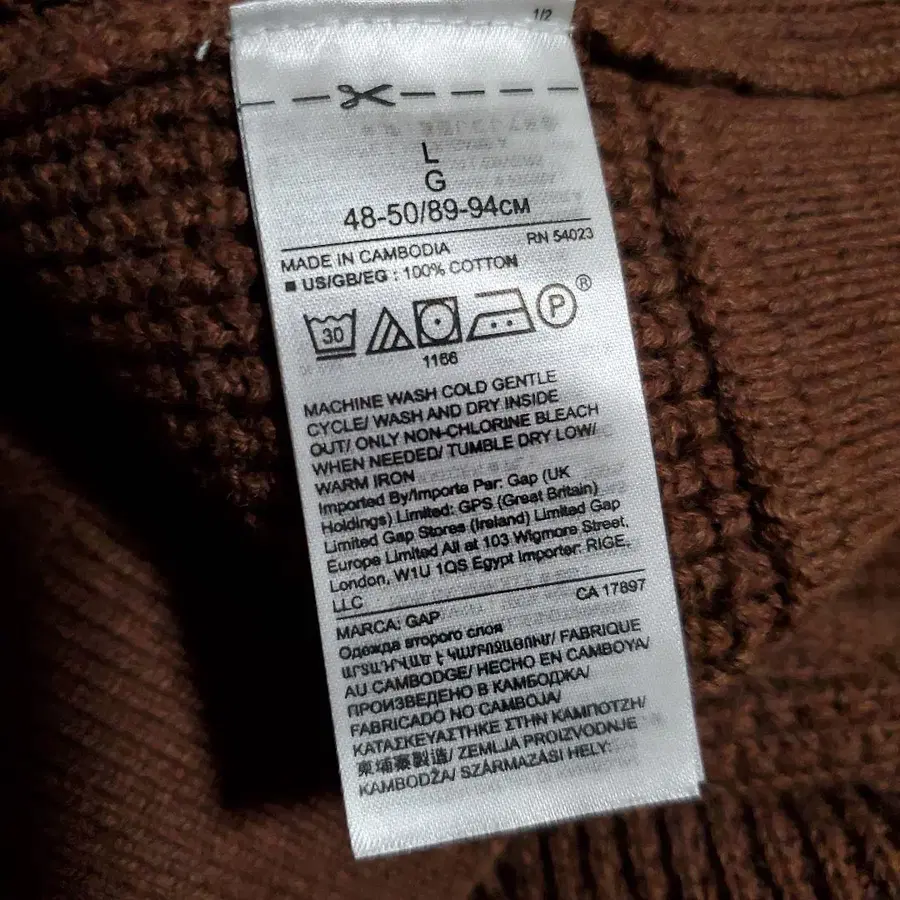 1/2
L
G
48-50/89-94CM
MADE IN CAMBODIA RN 54023
■ US/GB/EG : 100% COTTON
30 P ®
1166
MACHINE WASH COLD GENTLE
CYCLE/ WASH AND DRY INSIDE
OUT/ ONLY NON-CHLORINE BLEACH
WHEN NEEDED/ TUMBLE DRY LOW/
WARM IRON
Imported By/Importe Par: Gap (UK
Holdings) Limited: GPS (Great Britain)
Limited Gap Stores (Ireland) Limited Gap
Europe Limited All at 103 Wigmore Street,
London, W1U 1QS Egypt Importer: RIGE,
LLC
CA 17897
MARCA: GAP
Одежда второго слоя
ԱՐՏԱԴՐՎԱԾ Է ԿԱՄԲՈՋԱՅՈՒՄ/ FABRIQUE
AU CAMBODGE/ HECHO EN CAMBOYA/
ПРОИЗВЕДЕНО В КАМБОДЖА/
FABRICADO NO CAMBOJA/
ΚΑΤΑΣΚΕΥΑΣΤΗΚΕ ΣΤΗΝ ΚΑΜΠΟΤΖΗ/
柬埔寨製造/ ZEMLJA PROIZVODNJE
KAMBODŽA/ SZÁRMAZÁSI HELY: